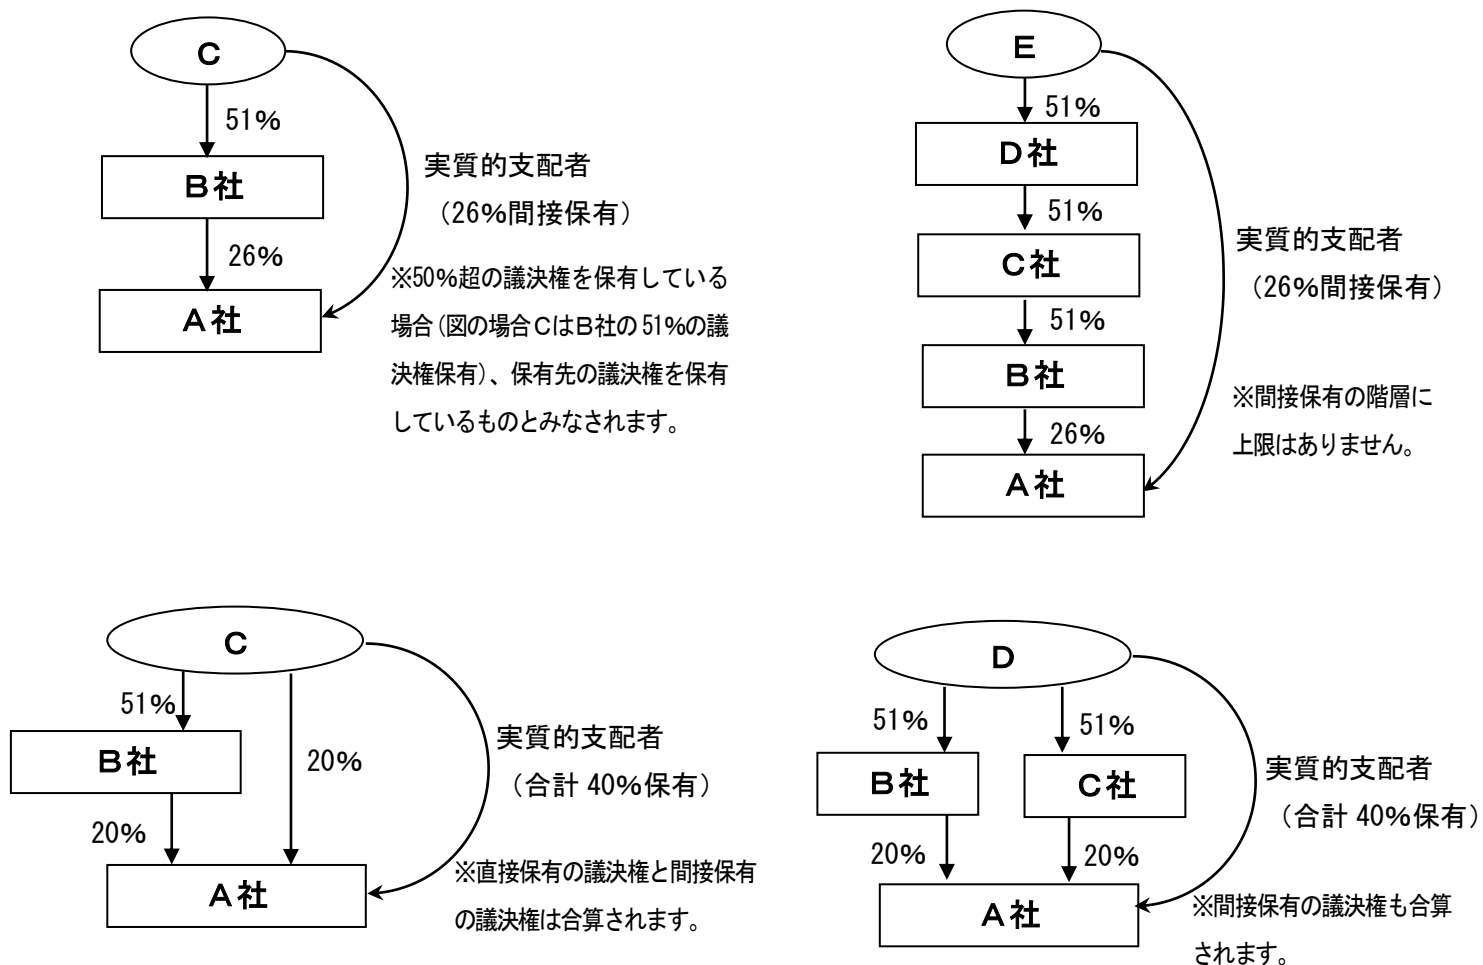 C
51%
B社
26%
A社
実質的支配者
（26%間接保有）
※50%超の議決権を保有している
場合(図の場合CはB社の51%の議
決権保有)、保有先の議決権を保有
しているものとみなされます。
E
51%
D社
51%
C社
51%
B社
26%
A社
実質的支配者
（26%間接保有）
※間接保有の階層に
上限はありません。
C
51%
B社
20%
20%
A社
実質的支配者
（合計 40%保有）
※直接保有の議決権と間接保有
の議決権は合算されます。
D
51%
51%
B社
C社
20%
20%
A社
実質的支配者
（合計 40%保有）
※間接保有の議決権も合算
されます。